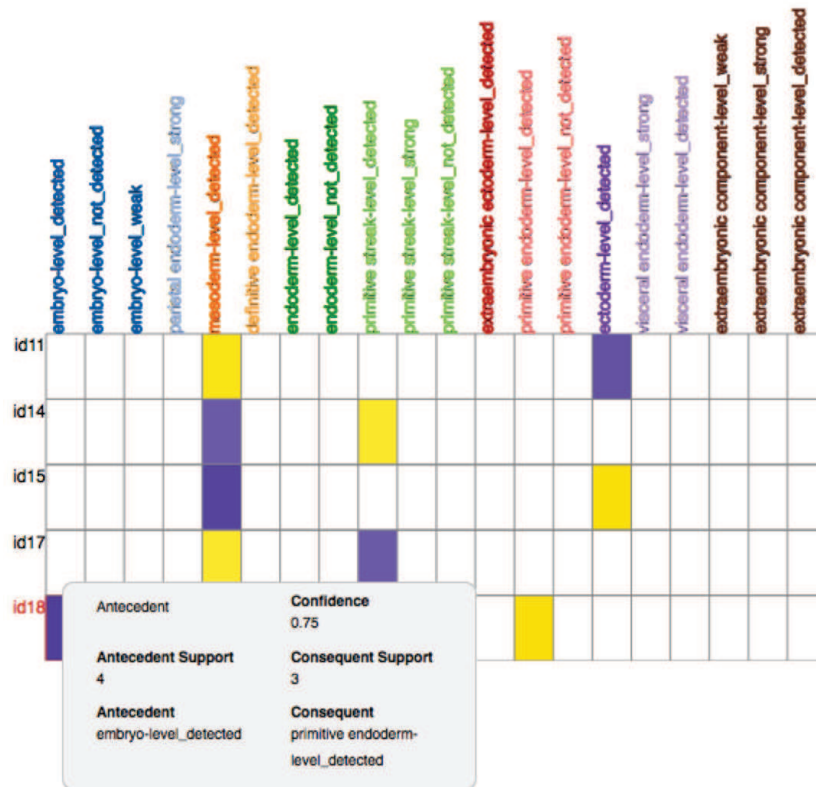 embryo-level_detected
embryo-level_not_detected
embryo-level_weak
parietal endoderm-level_strong
mesoderm-level_detected
definitive endoderm-level_detected
endoderm-level_detected
endoderm-level_not_detected
primitive streak-level_detected
primitive streak-level_strong
primitive streak-level_not_detected
extraembryonic ectoderm-level_detected
primitive endoderm-level_detected
primitive endoderm-level_not_detected
ectoderm-level_detected
visceral endoderm-level_strong
visceral endoderm-level_detected
extraembryonic component-level_weak
extraembryonic component-level_strong
extraembryonic component-level_detected
id11
id14
id15
id17
id18
Antecedent
Confidence
0.75
Antecedent Support
Consequent Support
4
3
Antecedent
Consequent
embryo-level_detected
primitive endoderm-
level_detected